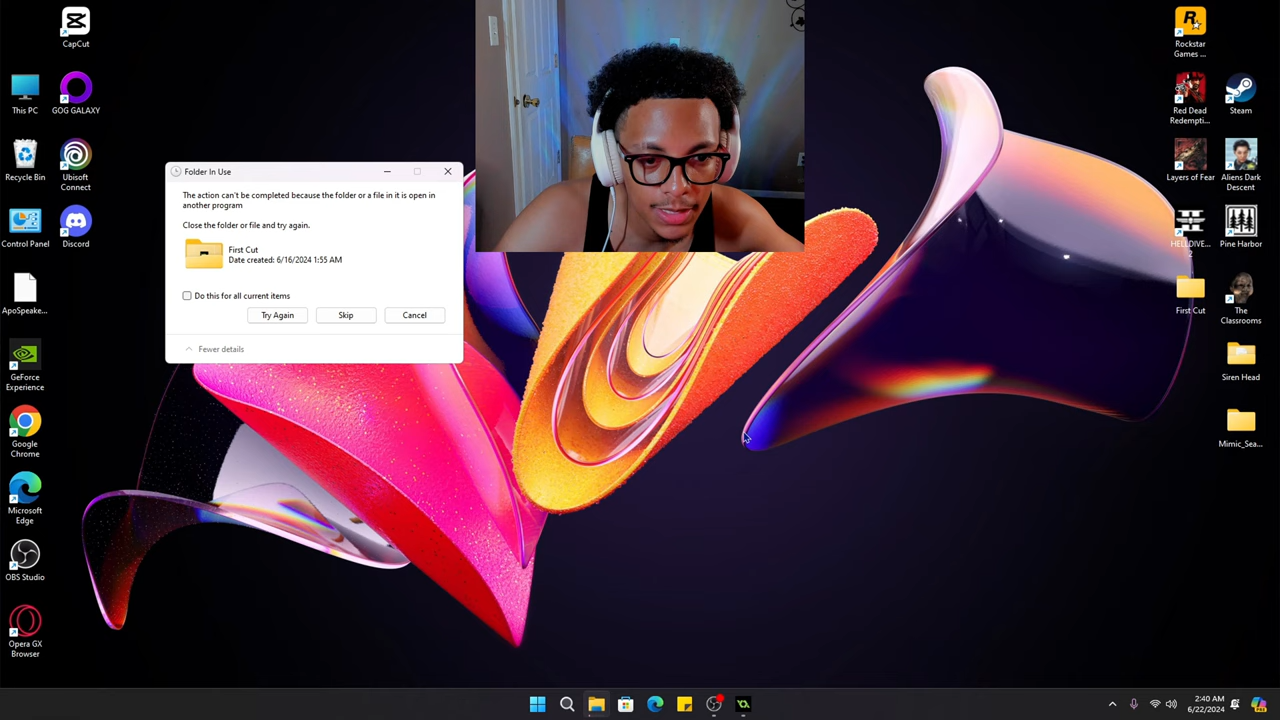 CapCut
This PC
GOG GALAXY
Recycle Bin
Ubisoft
Connect
Control Panel
Discord
ApoSpeake...
GeForce
Experience
Google
Chrome
Microsoft
Edge
OBS Studio
Opera GX
Browser
Folder In Use
The action can't be completed because the folder or a file in it is open in
another program
Close the folder or file and try again.
First Cut
Date created: 6/16/2024 1:55 AM
Do this for all current items
Try Again
Skip
Cancel
Fewer details
R
Rockstar
Games ...
Red Dead
Redempti...
Steam
Layers of Fear
Aliens Dark
Descent
HELLDIVE...
2
Pine Harbor
First Cut
The
Classrooms
Siren Head
Mimic_Sea...
2:40 AM
6/22/2024